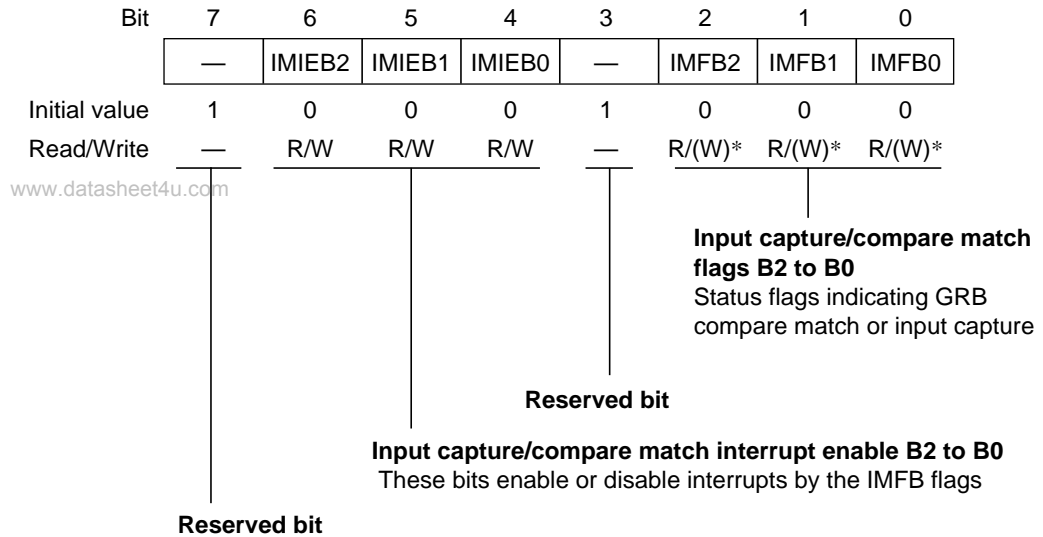 Bit 7 6 5 4 3 2 1 0
— IMIEB2 IMIEB1 IMIEB0 — IMFB2 IMFB1 IMFB0
Initial value 1 0 0 0 1 0 0 0
Read/Write — R/W R/W R/W — R/(W)* R/(W)* R/(W)*
www.datasheet4u.com
Input capture/compare match
flags B2 to B0
Status flags indicating GRB
compare match or input capture
Reserved bit
Input capture/compare match interrupt enable B2 to B0
These bits enable or disable interrupts by the IMFB flags
Reserved bit